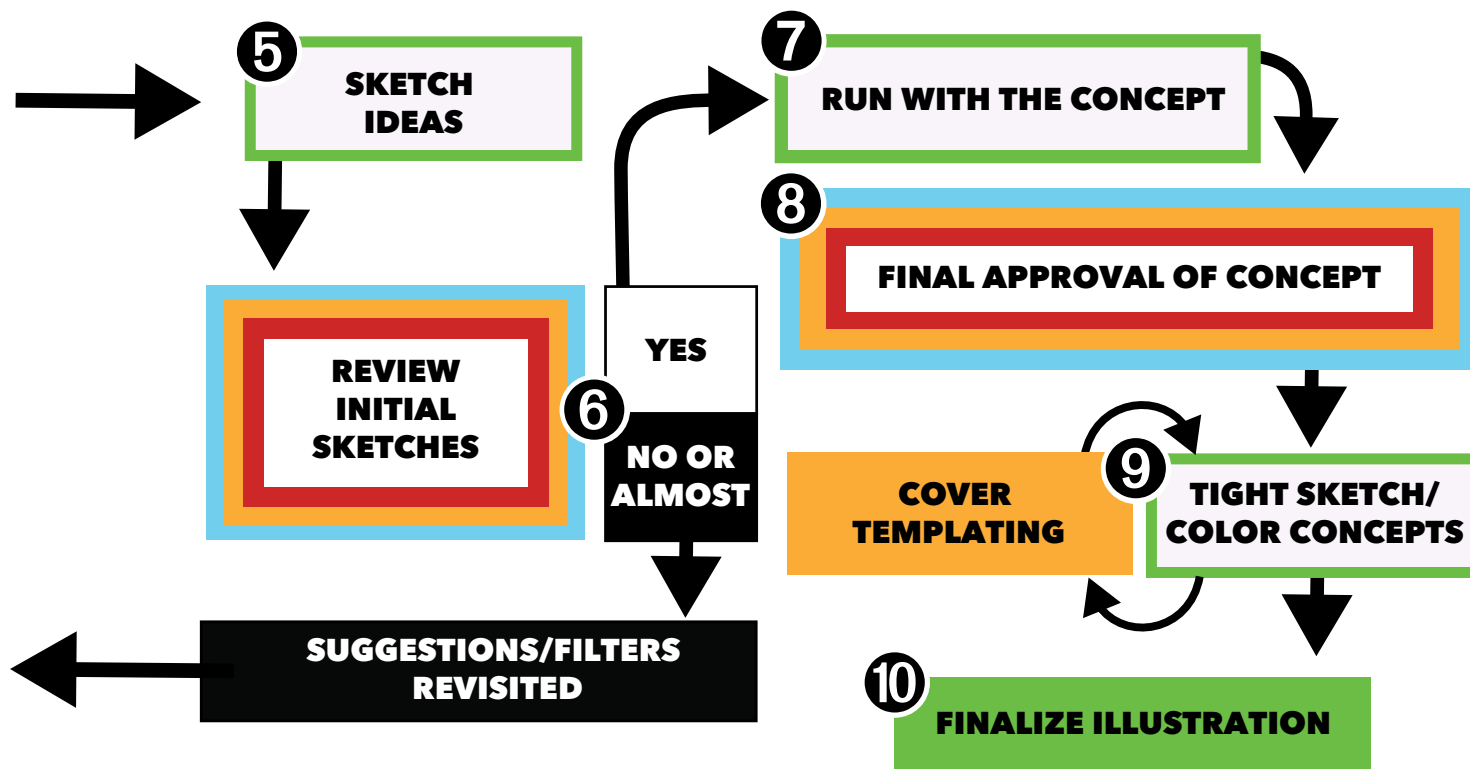 5
SKETCH
IDEAS
REVIEW
INITIAL
SKETCHES
6
YES
NO OR
ALMOST
SUGGESTIONS/FILTERS
REVISITED
7
RUN WITH THE CONCEPT
8
FINAL APPROVAL OF CONCEPT
COVER
TEMPLATING
9
TIGHT SKETCH/
COLOR CONCEPTS
10
FINALIZE ILLUSTRATION